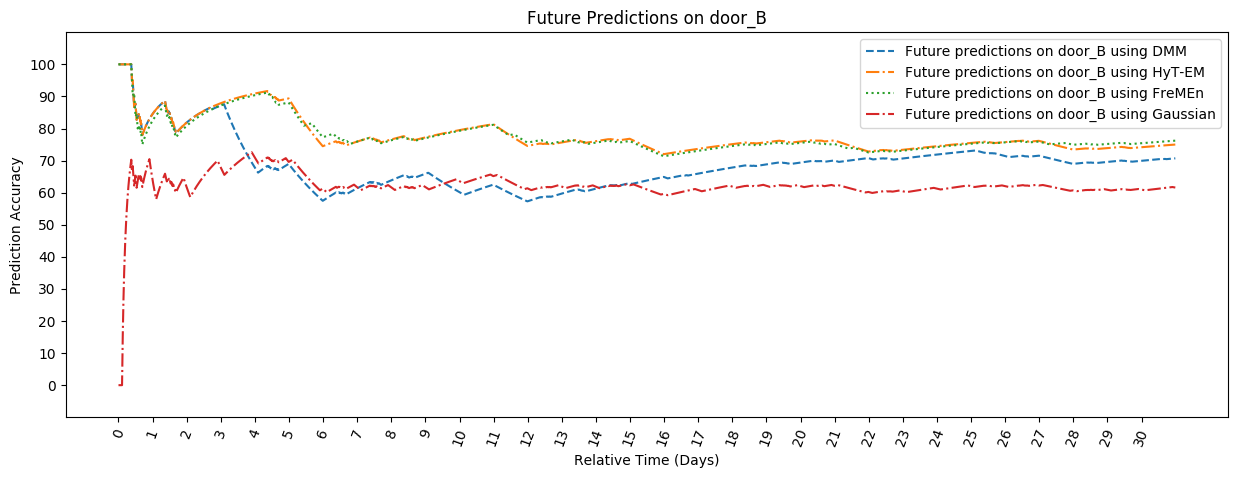 Future Predictions on door_B
Future predictions on door_B using DMM
Future predictions on door_B using HyT-EM
Future predictions on door_B using FreMEn
Future predictions on door_B using Gaussian
Prediction Accuracy
100
90
80
70
60
50
40
30
20
10
0
0 1 2 3 4 5 6 7 8 9 10 11 12 13 14 15 16 17 18 19 20 21 22 23 24 25 26 27 28 29 30
Relative Time (Days)